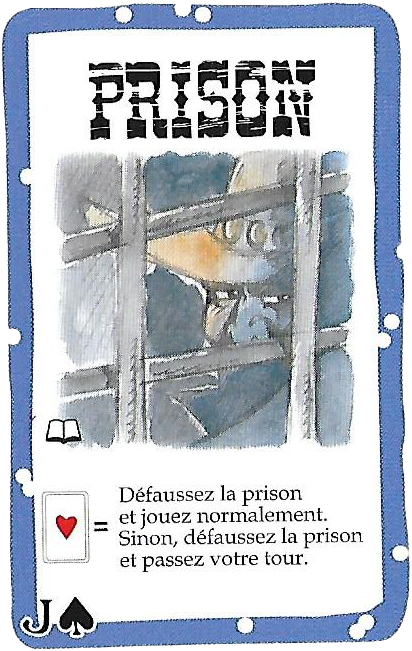 PRISON
Défaussez la prison
et jouez normalement.
= Sinon, défaussez la prison
et passez votre tour.
J♠